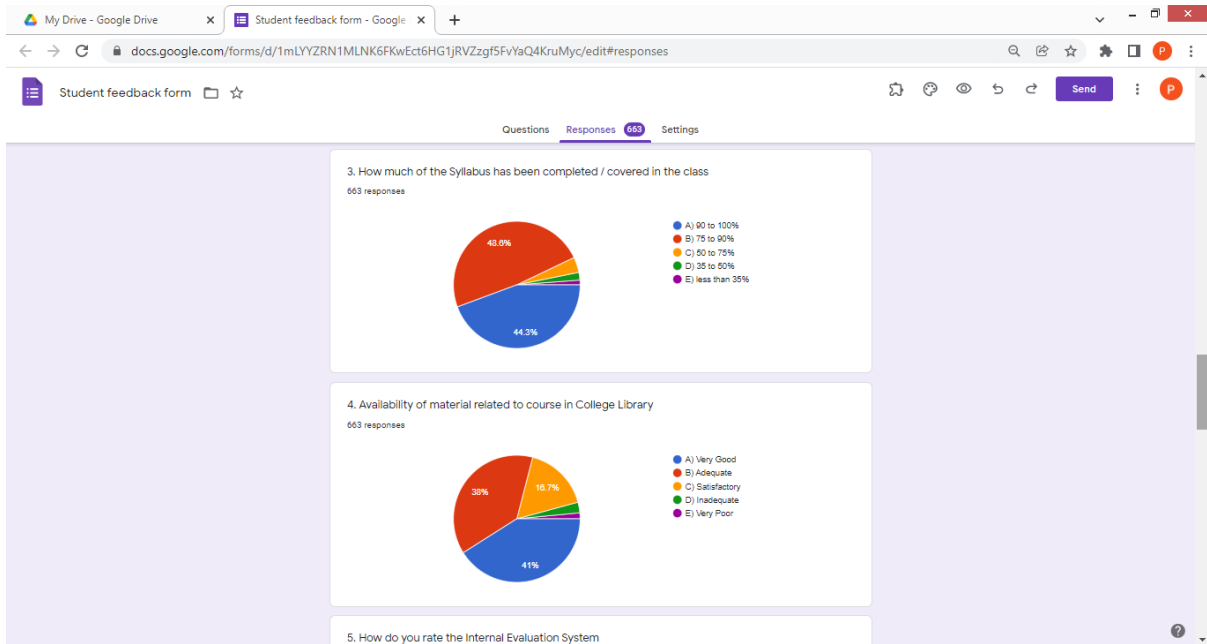 My Drive - Google Drive
Student feedback form - Google
docs.google.com/forms/d/1mLYYZRN1MLNK6FKwEct6HG1jRVZzgf5FvYaQ4KruMyc/edit#responses
P
Student feedback form
Send
P
Questions Responses 663 Settings
3. How much of the Syllabus has been completed / covered in the class
663 responses
48.6%
44.3%
A) 90 to 100%
B) 75 to 90%
C) 50 to 75%
D) 35 to 50%
E) less than 35%
4. Availability of material related to course in College Library
663 responses
38%
16.7%
41%
A) Very Good
B) Adequate
C) Satisfactory
D) Inadequate
E) Very Poor
5. How do you rate the Internal Evaluation System